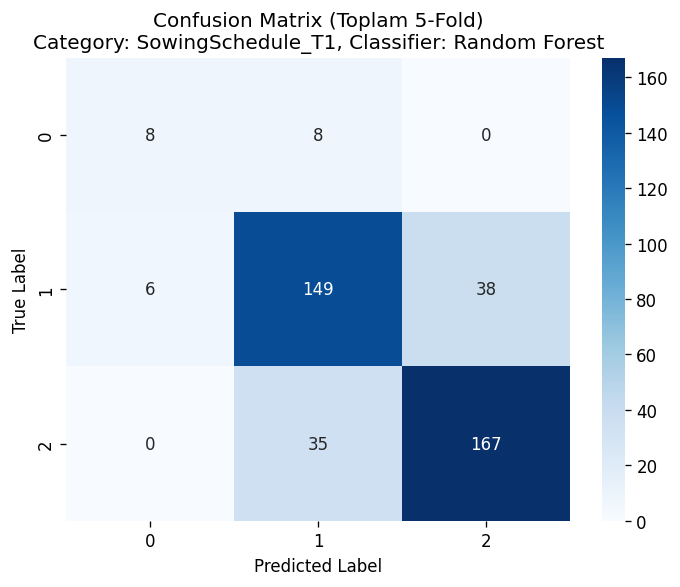 Confusion Matrix (Toplam 5-Fold)
Category: SowingSchedule_T1, Classifier: Random Forest
True Label
0
1
2
8 8 0
6 149 38
0 35 167
0 1 2
Predicted Label
160
140
120
100
80
60
40
20
0